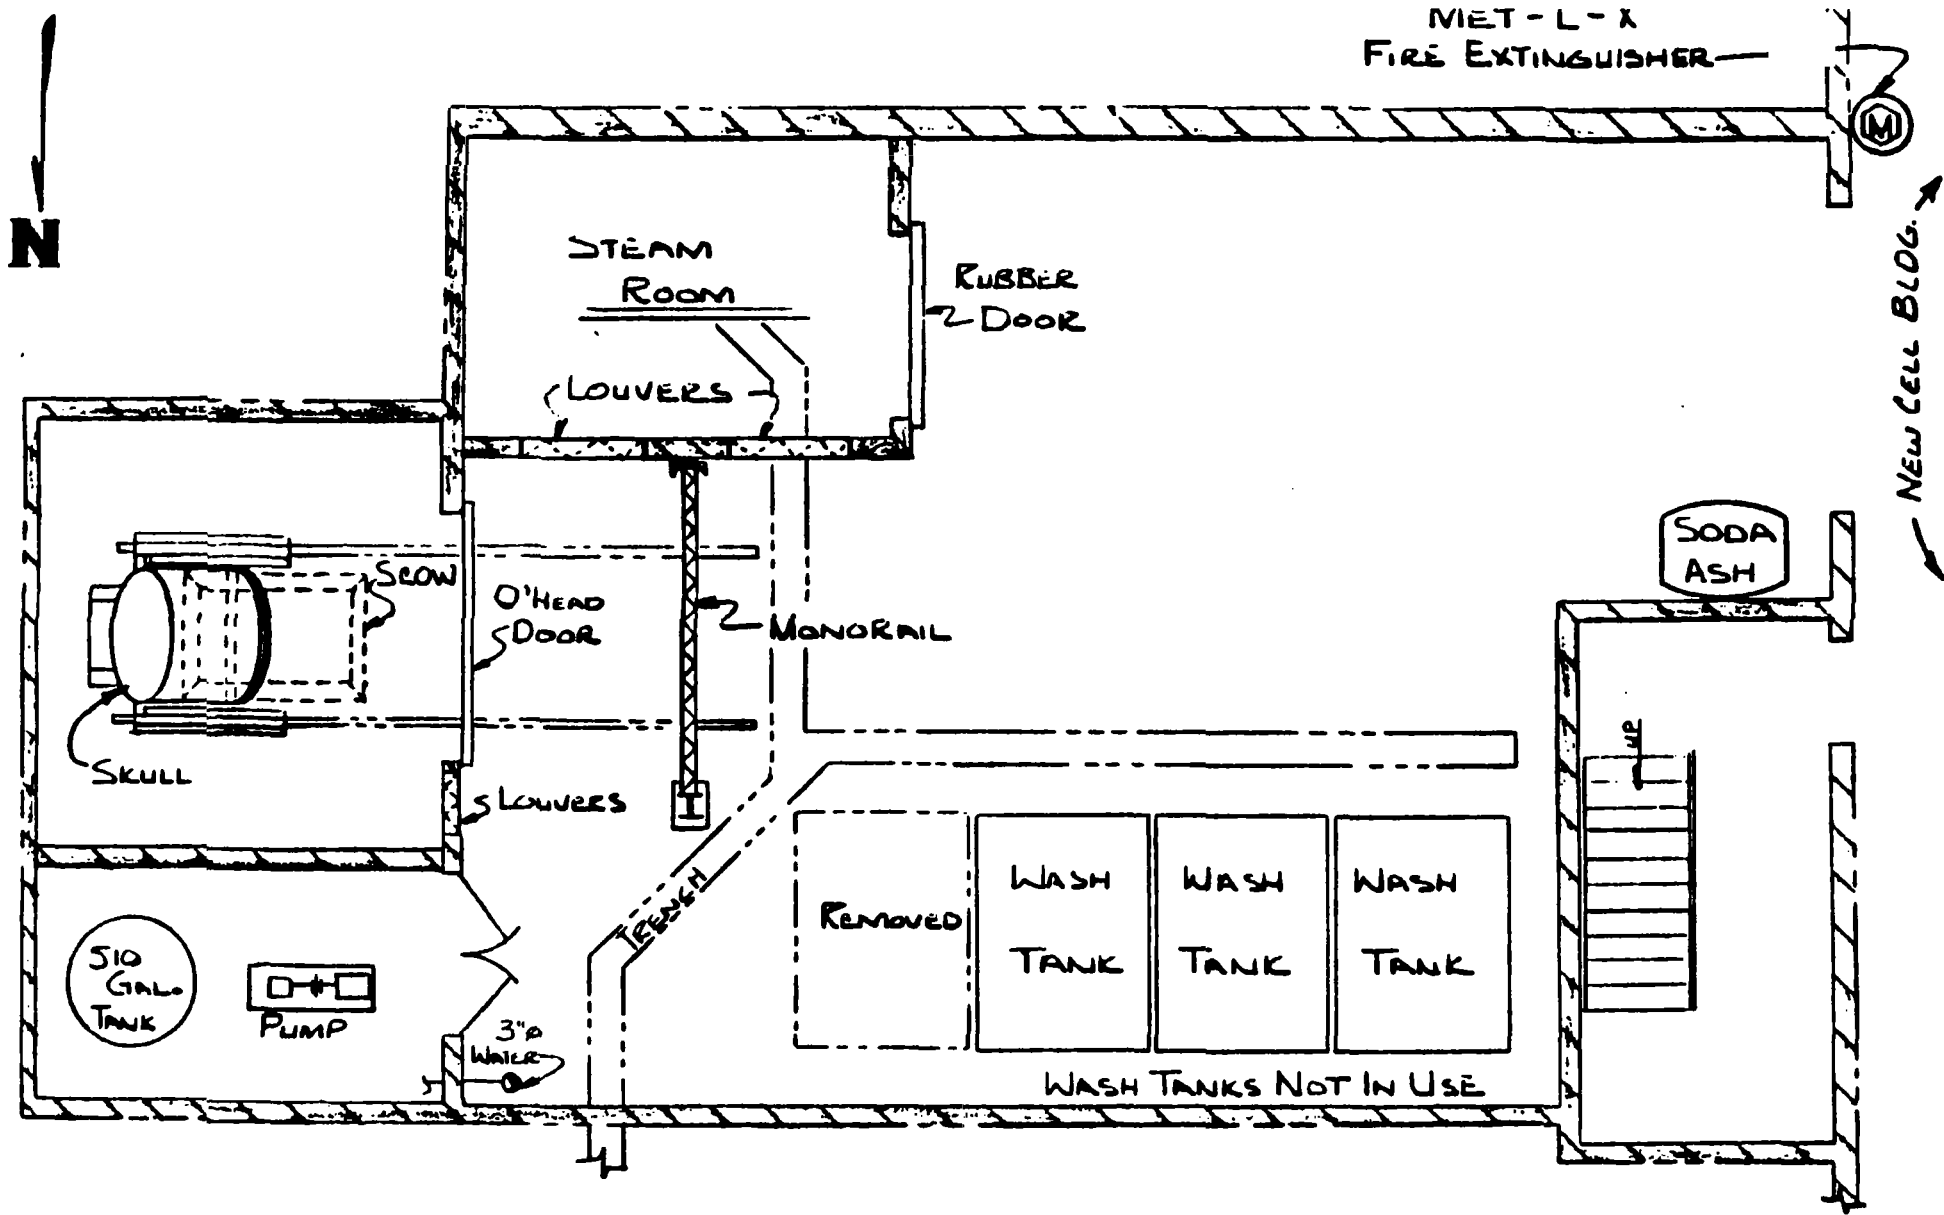 MET-L-X
FIRE EXTINGUISHER
M
N
NEW CELL BLDG.
STEAM
ROOM
RUBBER
DOOR
LOUVERS
SODA
ASH
SCOW
O'HEAD
DOOR
MONORAIL
UP
SKULL
LOUVERS
TRENCH
REMOVED
WASH
TANK
WASH
TANK
WASH
TANK
510
GAL.
TANK
PUMP
3"ø
WATER
WASH TANKS NOT IN USE